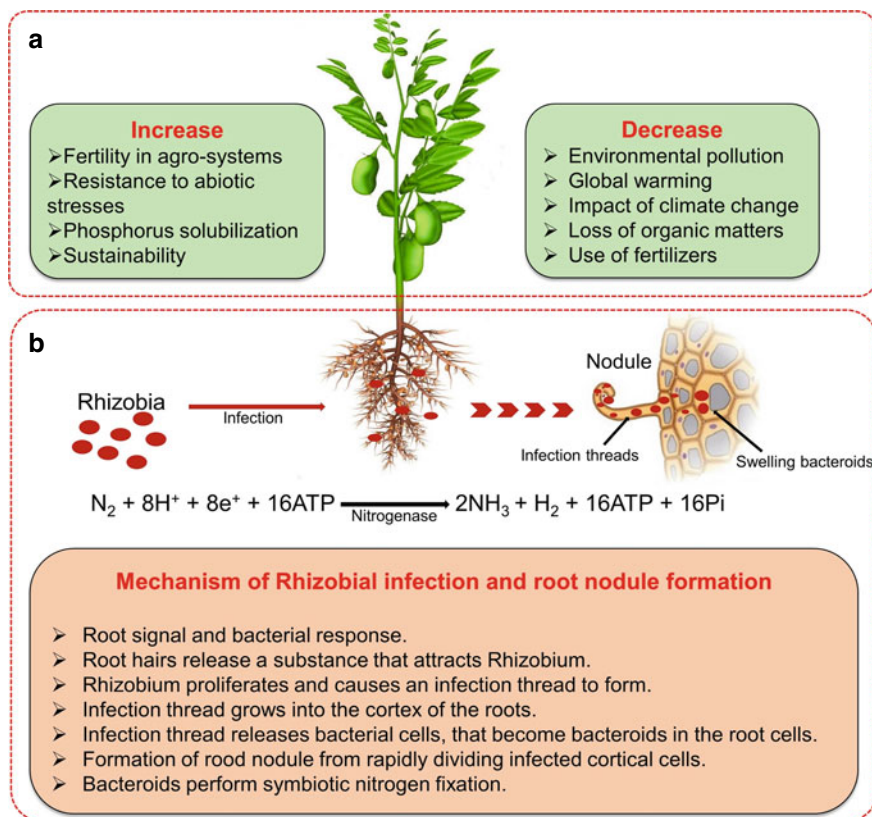 a
Increase
➢Fertility in agro-systems
➢Resistance to abiotic
stresses
➢Phosphorus solubilization
➢Sustainability
Decrease
➢ Environmental pollution
➢ Global warming
➢ Impact of climate change
➢ Loss of organic matters
➢ Use of fertilizers
b
Rhizobia
Infection
Nodule
Infection threads
Swelling bacteroids
N₂ + 8H⁺ + 8e⁺ + 16ATP Nitrogenase 2NH₃ + H₂ + 16ATP + 16Pi
Mechanism of Rhizobial infection and root nodule formation
➢ Root signal and bacterial response.
➢ Root hairs release a substance that attracts Rhizobium.
➢ Rhizobium proliferates and causes an infection thread to form.
➢ Infection thread grows into the cortex of the roots.
➢ Infection thread releases bacterial cells, that become bacteroids in the root cells.
➢ Formation of rood nodule from rapidly dividing infected cortical cells.
➢ Bacteroids perform symbiotic nitrogen fixation.